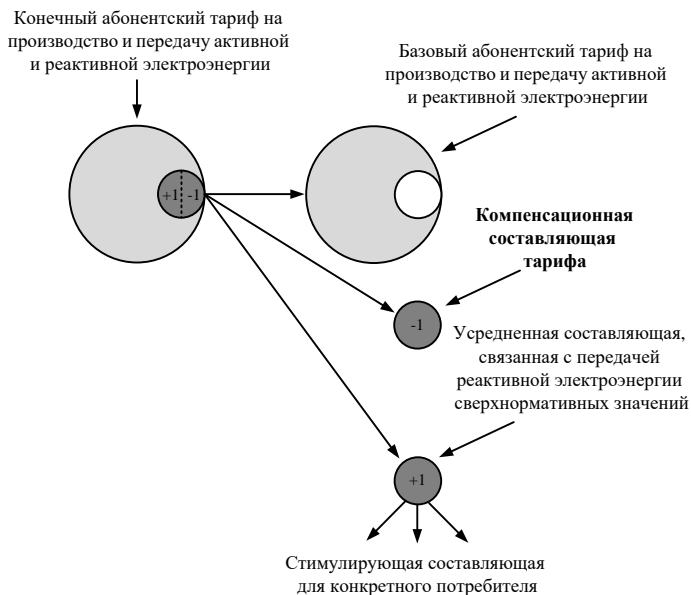 Конечный абонентский тариф на
производство и передачу активной
и реактивной электроэнергии
Базовый абонентский тариф на
производство и передачу активной
и реактивной электроэнергии
+1 -1
Компенсационная
составляющая
тарифа
-1
Усредненная составляющая,
связанная с передачей
реактивной электроэнергии
сверхнормативных значений
+1
Стимулирующая составляющая
для конкретного потребителя